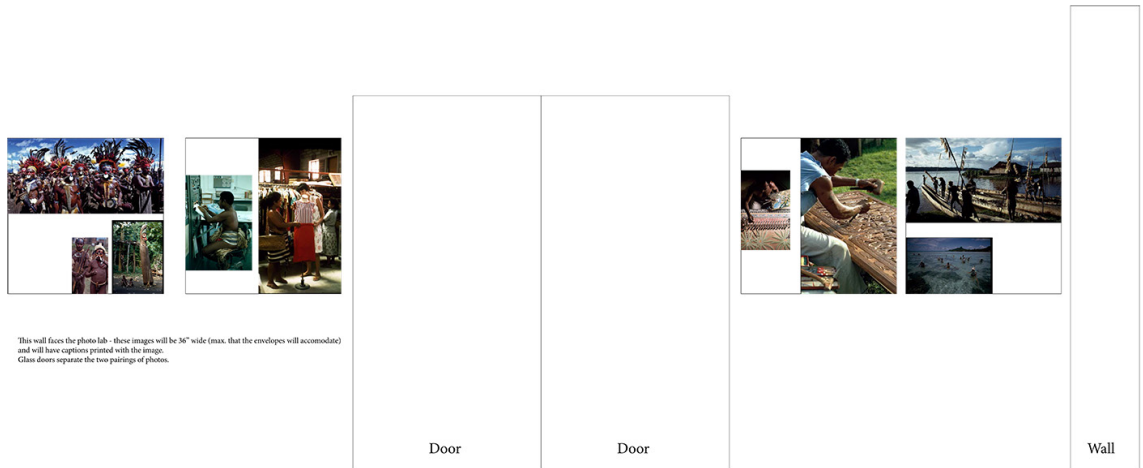 This wall faces the photo lab - these images will be 36" wide (max. that the envelopes will accomodate)
and will have captions printed with the image.
Glass doors separate the two pairings of photos.
Door
Door
Wall